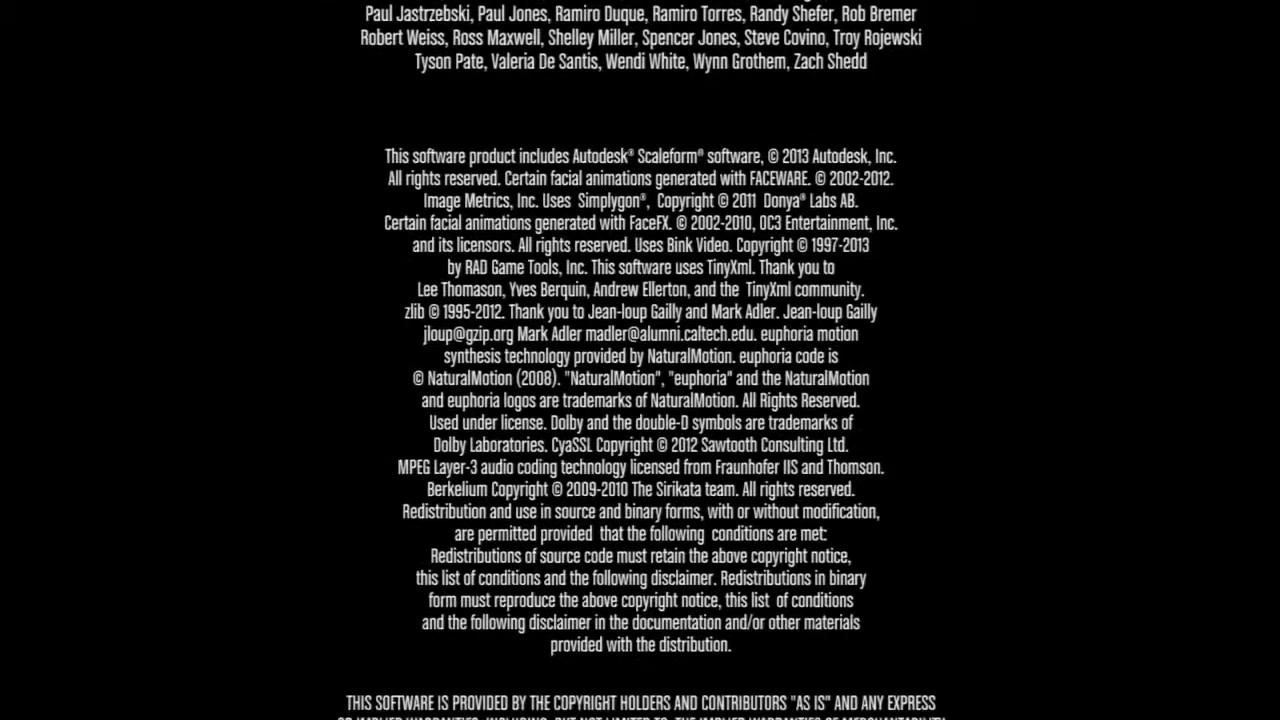 Paul Jastrzebski, Paul Jones, Ramiro Duque, Ramiro Torres, Randy Shefer, Rob Bremer
Robert Weiss, Ross Maxwell, Shelley Miller, Spencer Jones, Steve Covino, Troy Rojewski
Tyson Pate, Valeria De Santis, Wendi White, Wynn Grothem, Zach Shedd
This software product includes Autodesk® Scaleform® software, © 2013 Autodesk, Inc.
All rights reserved. Certain facial animations generated with FACEWARE. © 2002-2012.
Image Metrics, Inc. Uses Simplygon®, Copyright © 2011 Donya® Labs AB.
Certain facial animations generated with FaceFX. © 2002-2010, OC3 Entertainment, Inc.
and its licensors. All rights reserved. Uses Bink Video. Copyright © 1997-2013
by RAD Game Tools, Inc. This software uses TinyXml. Thank you to
Lee Thomason, Yves Berquin, Andrew Ellerton, and the TinyXml community.
zlib © 1995-2012. Thank you to Jean-loup Gailly and Mark Adler. Jean-loup Gailly
jloup@gzip.org Mark Adler madler@alumni.caltech.edu. euphoria motion
synthesis technology provided by NaturalMotion. euphoria code is
© NaturalMotion (2008). "NaturalMotion", "euphoria" and the NaturalMotion
and euphoria logos are trademarks of NaturalMotion. All Rights Reserved.
Used under license. Dolby and the double-D symbols are trademarks of
Dolby Laboratories. CyaSSL Copyright © 2012 Sawtooth Consulting Ltd.
MPEG Layer-3 audio coding technology licensed from Fraunhofer IIS and Thomson.
Berkelium Copyright © 2009-2010 The Sirikata team. All rights reserved.
Redistribution and use in source and binary forms, with or without modification,
are permitted provided that the following conditions are met:
Redistributions of source code must retain the above copyright notice,
this list of conditions and the following disclaimer. Redistributions in binary
form must reproduce the above copyright notice, this list of conditions
and the following disclaimer in the documentation and/or other materials
provided with the distribution.
THIS SOFTWARE IS PROVIDED BY THE COPYRIGHT HOLDERS AND CONTRIBUTORS "AS IS" AND ANY EXPRESS
OR IMPLIED WARRANTIES, INCLUDING, BUT NOT LIMITED TO, THE IMPLIED WARRANTIES OF MERCHANTABILITY